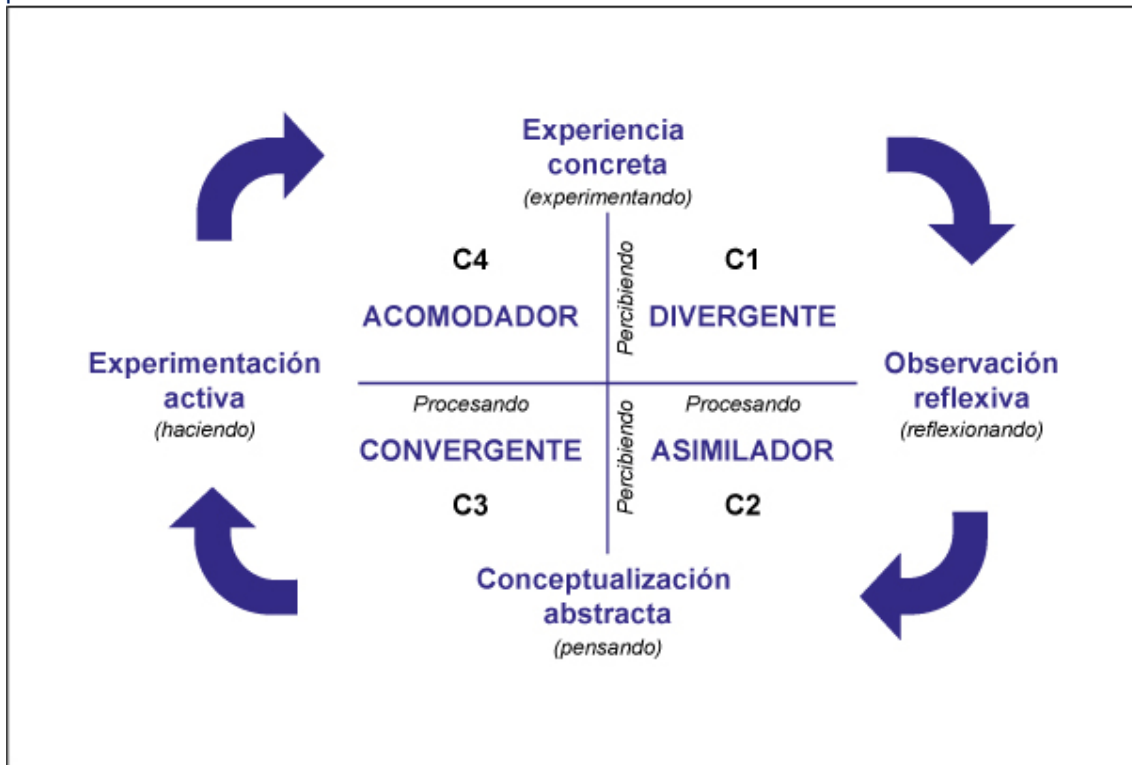 Experiencia
concreta
(experimentando)
C4
C1
Percibiendo
ACOMODADOR
DIVERGENTE
Experimentación
activa
(haciendo)
Observación
reflexiva
(reflexionando)
Procesando
Procesando
Percibiendo
CONVERGENTE
ASIMILADOR
C3
C2
Conceptualización
abstracta
(pensando)